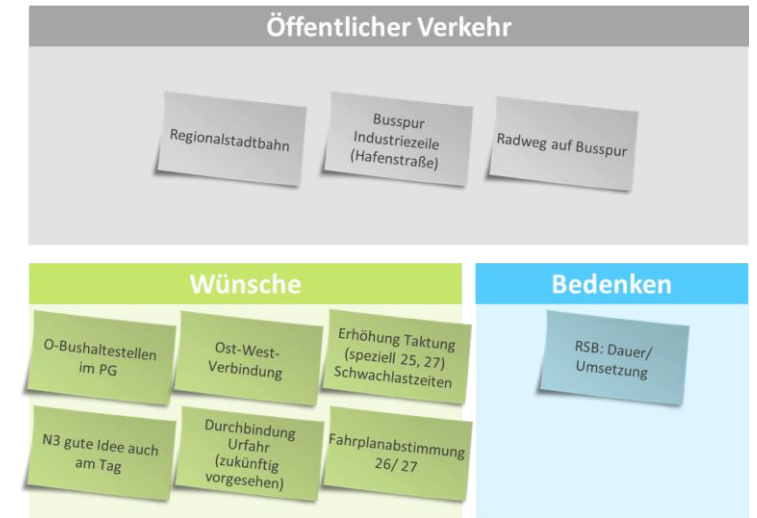 Öffentlicher Verkehr
Regionalstadtbahn
Busspur
Industriezeile
(Hafenstraße)
Radweg auf Busspur
Wünsche
O-Bushaltestellen
im PG
Ost-West-
Verbindung
Erhöhung Taktung
(speziell 25, 27)
Schwachlastzeiten
N3 gute Idee auch
am Tag
Durchbindung
Urfahr
(zukünftig
vorgesehen)
Fahrplanabstimmung
26/ 27
Bedenken
RSB: Dauer/
Umsetzung